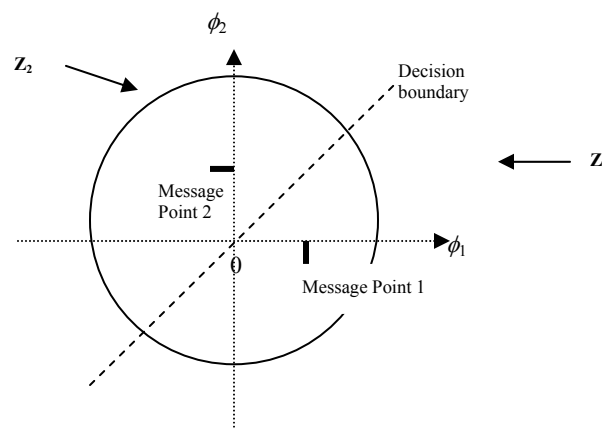 ϕ₂
Z₂
Decision
boundary
Z
Message
Point 2
0
ϕ₁
Message Point 1